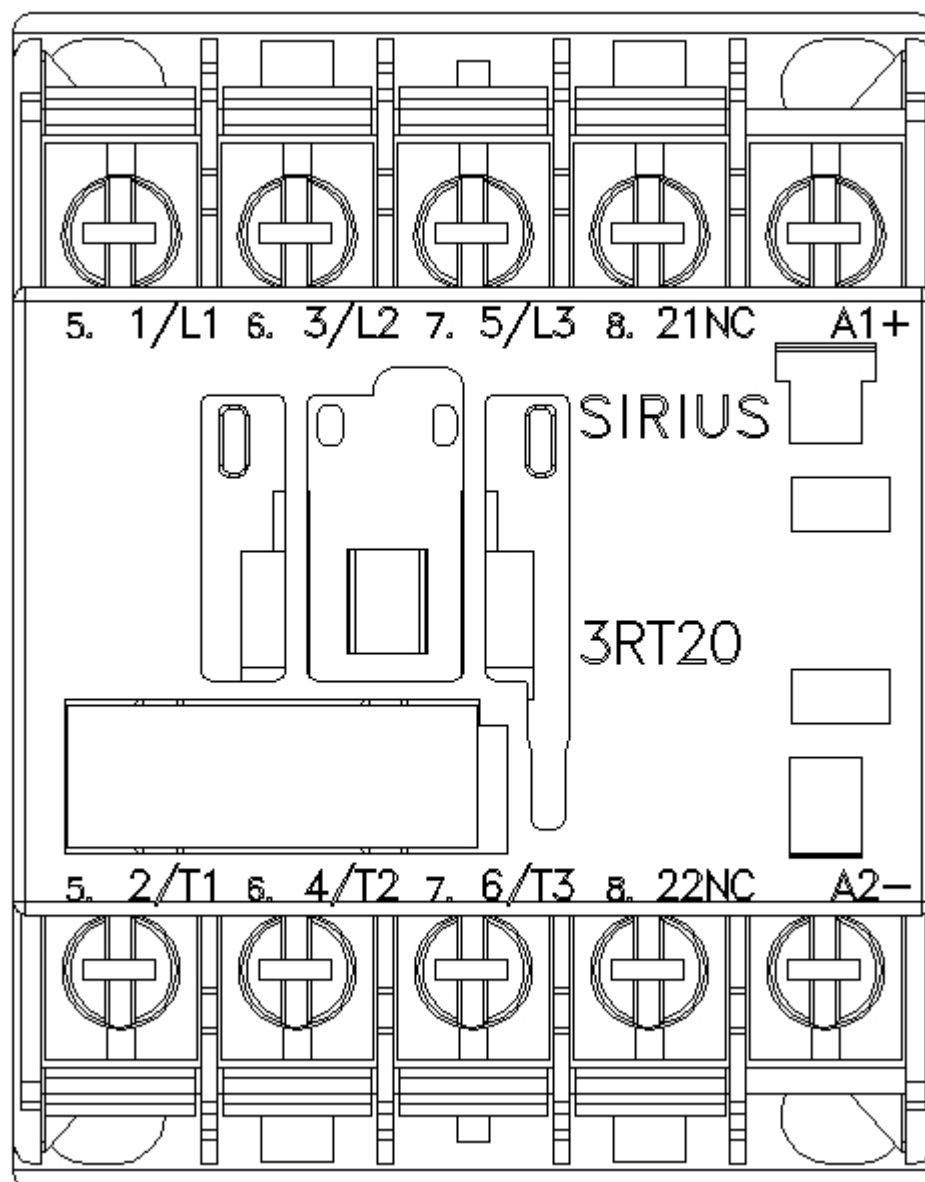 5. 1/L1 6. 3/L2 7. 5/L3 8. 21NC A1+
SIRIUS
3RT20
5. 2/T1 6. 4/T2 7. 6/T3 8. 22NC A2-